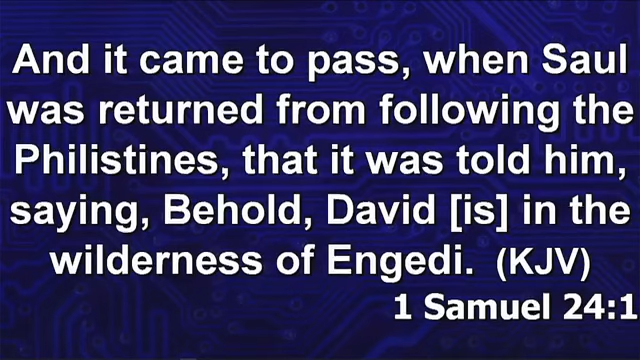 And it came to pass, when Saul
was returned from following the
Philistines, that it was told him,
saying, Behold, David [is] in the
wilderness of Engedi. (KJV)
1 Samuel 24:1